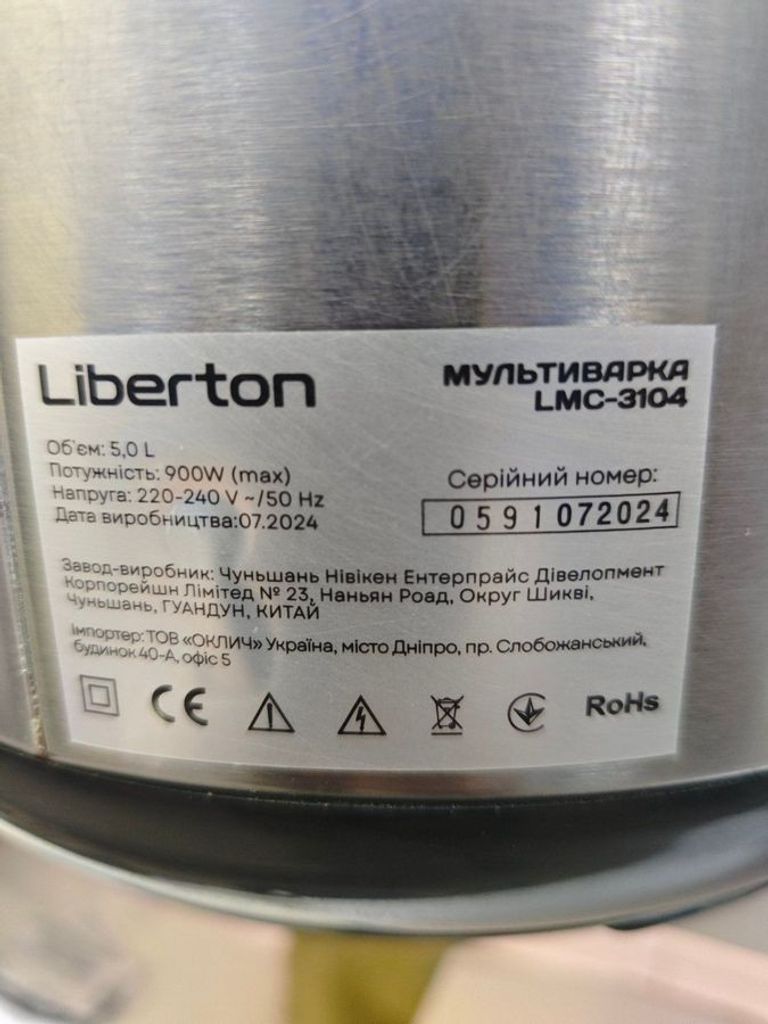 Liberton
МУЛЬТИВАРКА
LMC-3104
Об'єм: 5,0 L
Потужність: 900W (max)
Напруга: 220-240 V ~/50 Hz
Дата виробництва:07.2024
Серійний номер:
0591072024
Завод-виробник: Чуньшань Нівікен Ентерпрайс Дівелопмент
Корпорейшн Лімітед № 23, Наньян Роад, Округ Шикві,
Чуньшань, ГУАНДУН, КИТАЙ
Імпортер: ТОВ «ОКЛИЧ» Україна, місто Дніпро, пр. Слобожанський,
будинок 40-А, офіс 5
CE
RoHs